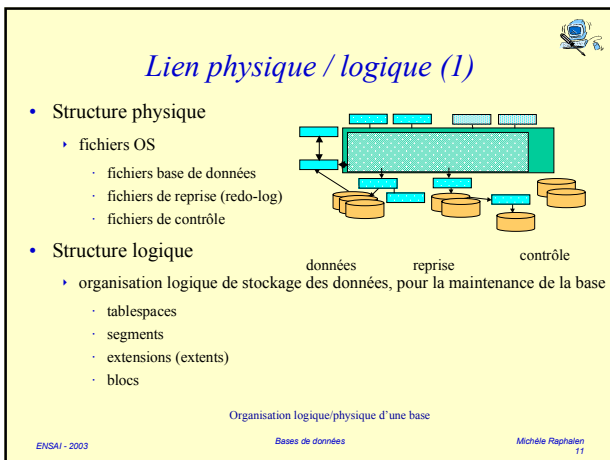 Lien physique / logique (1)
• Structure physique
‣ fichiers OS
· fichiers base de données
· fichiers de reprise (redo-log)
· fichiers de contrôle
données reprise contrôle
• Structure logique
‣ organisation logique de stockage des données, pour la maintenance de la base
· tablespaces
· segments
· extensions (extents)
· blocs
Organisation logique/physique d'une base
ENSAI - 2003 Bases de données Michèle Raphalen
11